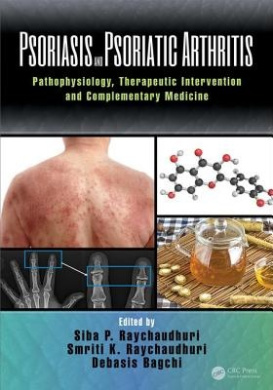 PSORIASIS AND PSORIATIC ARTHRITIS
Pathophysiology, Therapeutic Intervention
and Complementary Medicine
Edited by
Siba P. Raychaudhuri
Smriti K. Raychaudhuri
Debasis Bagchi
CRC Press